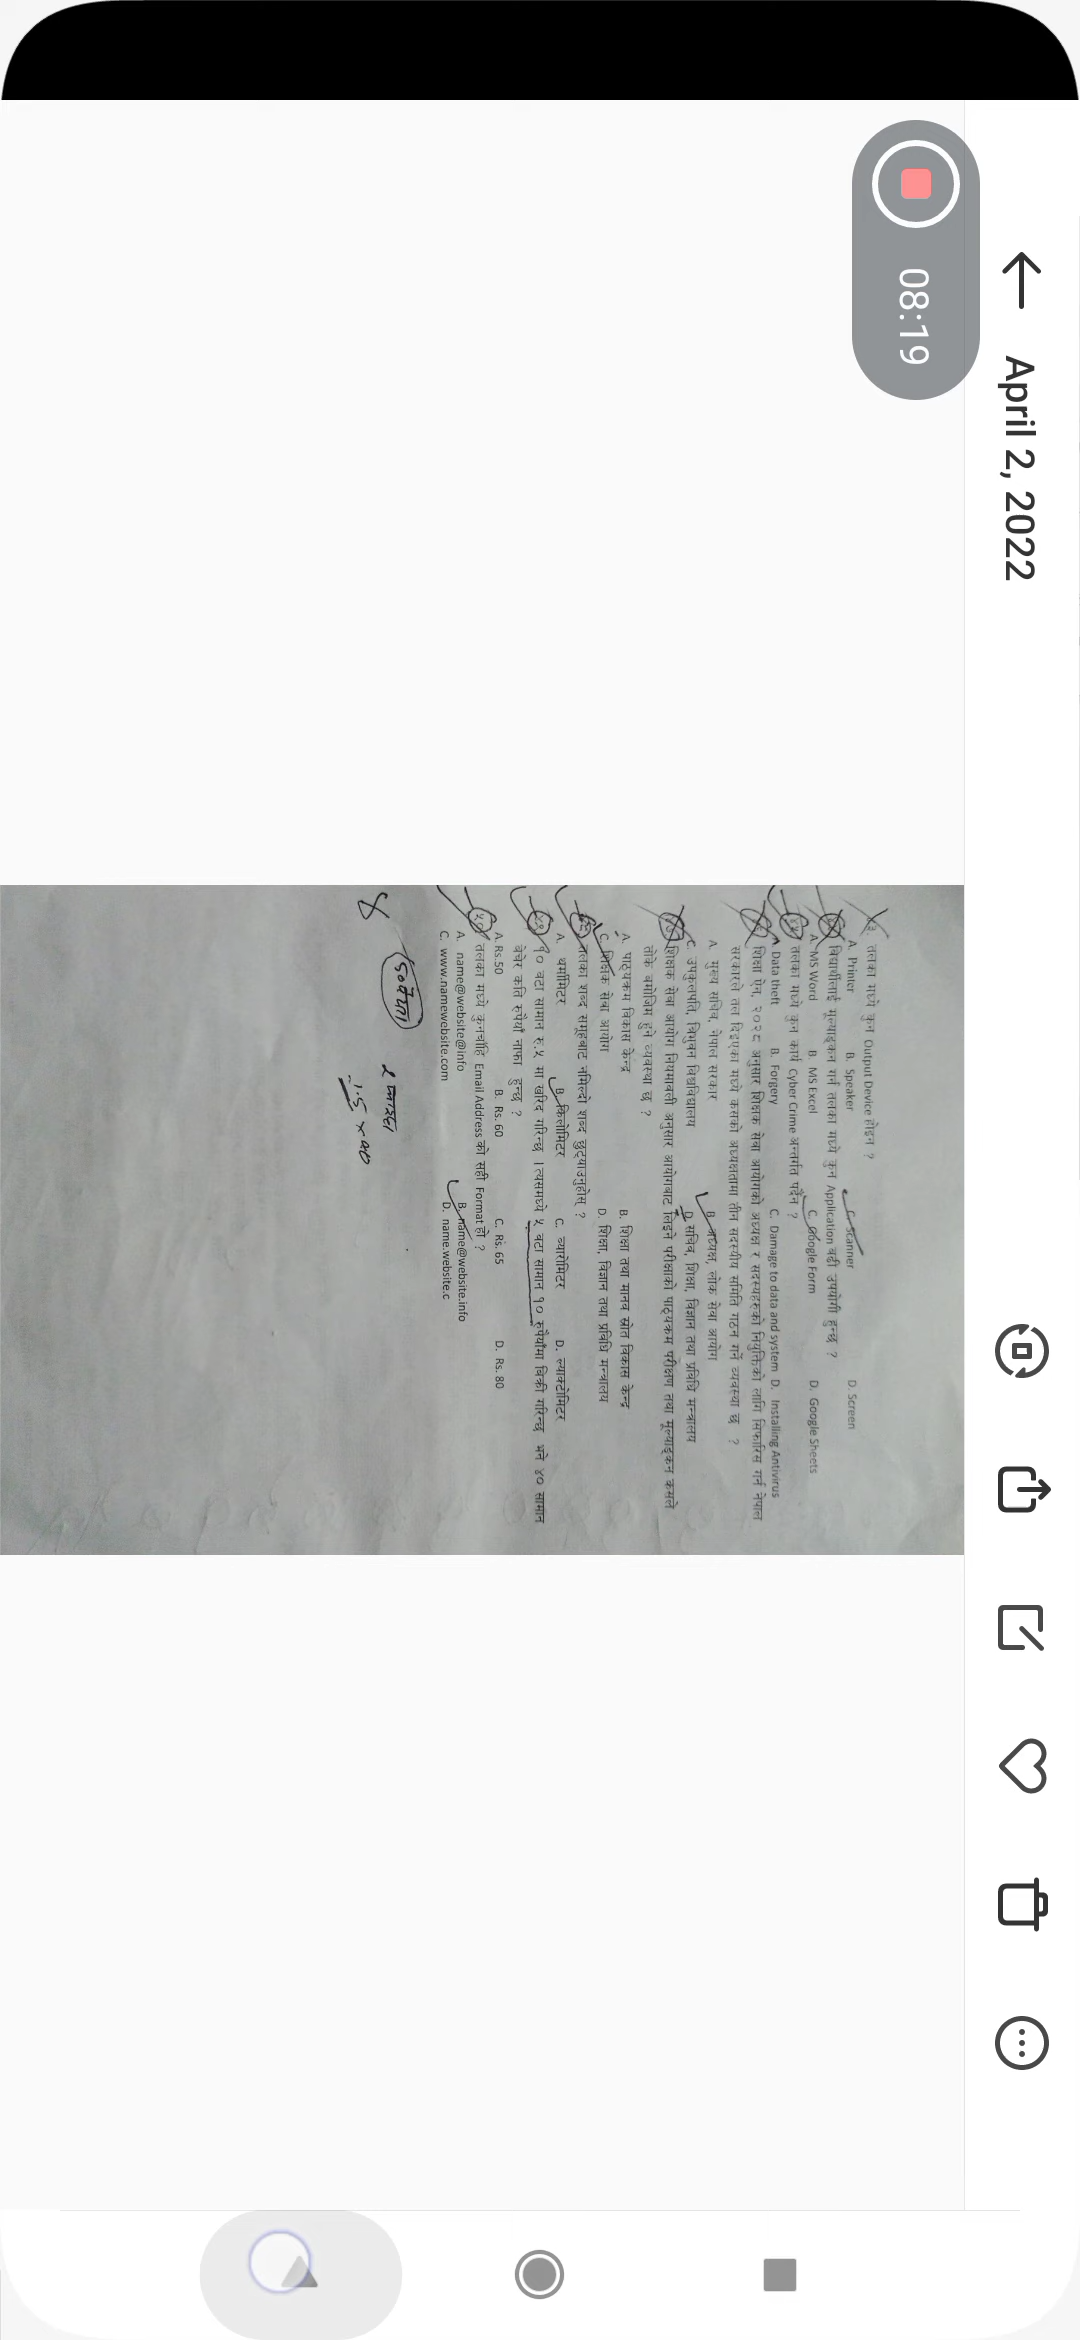 April 2, 2022
08:19
४३. तलका मध्ये कुन Output Device होइन ?
A. Printer B. Speaker C. Scanner D. Screen
विद्यार्थीलाई मूल्याङ्कन गर्न तलका मध्ये कुन Application बढी उपयोगी हुन्छ ?
A. MS Word B. MS Excel C. Google Form D. Google Sheets
तलका मध्ये कुन कार्य Cyber Crime अन्तर्गत पर्दैन ?
Data theft B. Forgery C. Damage to data and system D. Installing Antivirus
शिक्षा ऐन, २०२८ अनुसार शिक्षक सेवा आयोगको अध्यक्ष र सदस्यहरुको नियुक्तिको लागि सिफारिस गर्न नेपाल
सरकारले तल दिइएका मध्ये कसको अध्यक्षतामा तीन सदस्यीय समिति गठन गर्ने व्यवस्था छ ?
A. मुख्य सचिव, नेपाल सरकार B. अध्यक्ष, लोक सेवा आयोग
C. उपकुलपति, त्रिभुवन विश्वविद्यालय D. सचिव, शिक्षा, विज्ञान तथा प्रविधि मन्त्रालय
शिक्षक सेवा आयोग नियमावली अनुसार आयोगबाट लिइने परीक्षाको पाठ्यक्रम परीक्षण तथा मूल्याङ्कन कसले
तोके बमोजिम हुने व्यवस्था छ ?
A. पाठ्यक्रम विकास केन्द्र B. शिक्षा तथा मानव स्रोत विकास केन्द्र
C. शिक्षक सेवा आयोग D. शिक्षा, विज्ञान तथा प्रविधि मन्त्रालय
तलका शब्द समूहबाट नमिल्दो शब्द छुट्याउनुहोस् ?
A. थर्मोमिटर B. किलोमिटर C. ब्यारोमिटर D. ल्याक्टोमिटर
४९ १० वटा सामान रु.५ मा खरिद गरिन्छ । त्यसमध्ये ५ वटा सामान १० रुपैयाँमा बिक्री गरिन्छ भने ४० सामान
बेचेर कति रुपैयाँ नाफा हुन्छ ?
A. Rs.50 B. Rs. 60 C. Rs. 65 D. Rs. 80
५० तलका मध्ये कुनचाँहि Email Address को सही Format हो ?
A. name@website@info B. name@website.info
C. www.namewebsite.com D. name.website.c